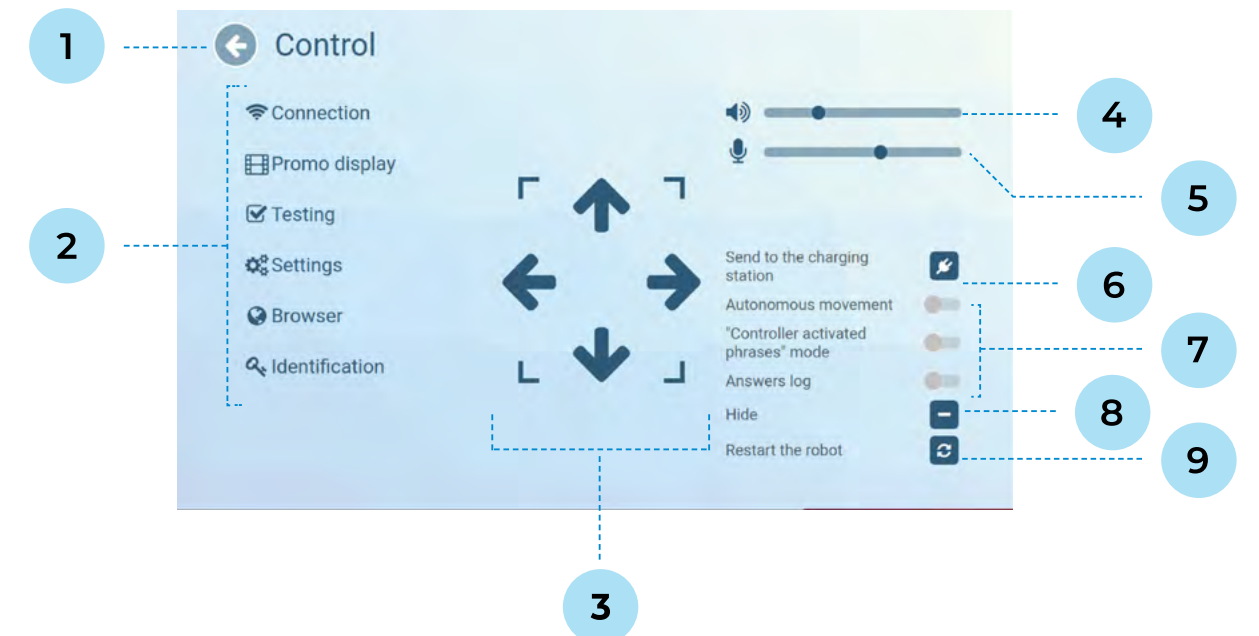 1
Control
2
Connection
Promo display
Testing
Settings
Browser
Identification
3
4
5
Send to the charging
station
6
Autonomous movement
"Controller activated
phrases" mode
Answers log
7
Hide
8
Restart the robot
9